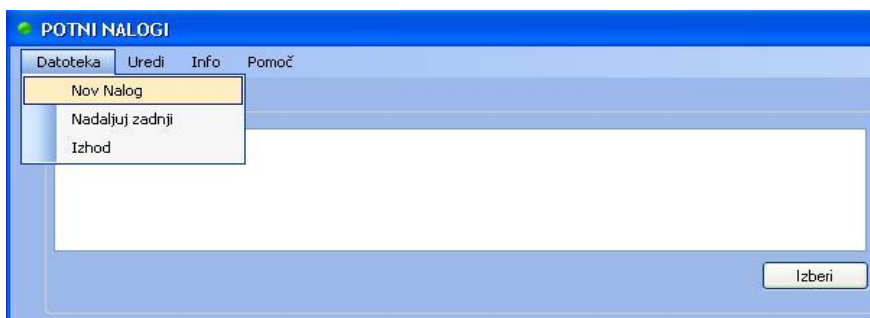 POTNI NALOGI
Datoteka Uredi Info Pomoč
Nov Nalog
Nadaljuj zadnji
Izhod
Izberi